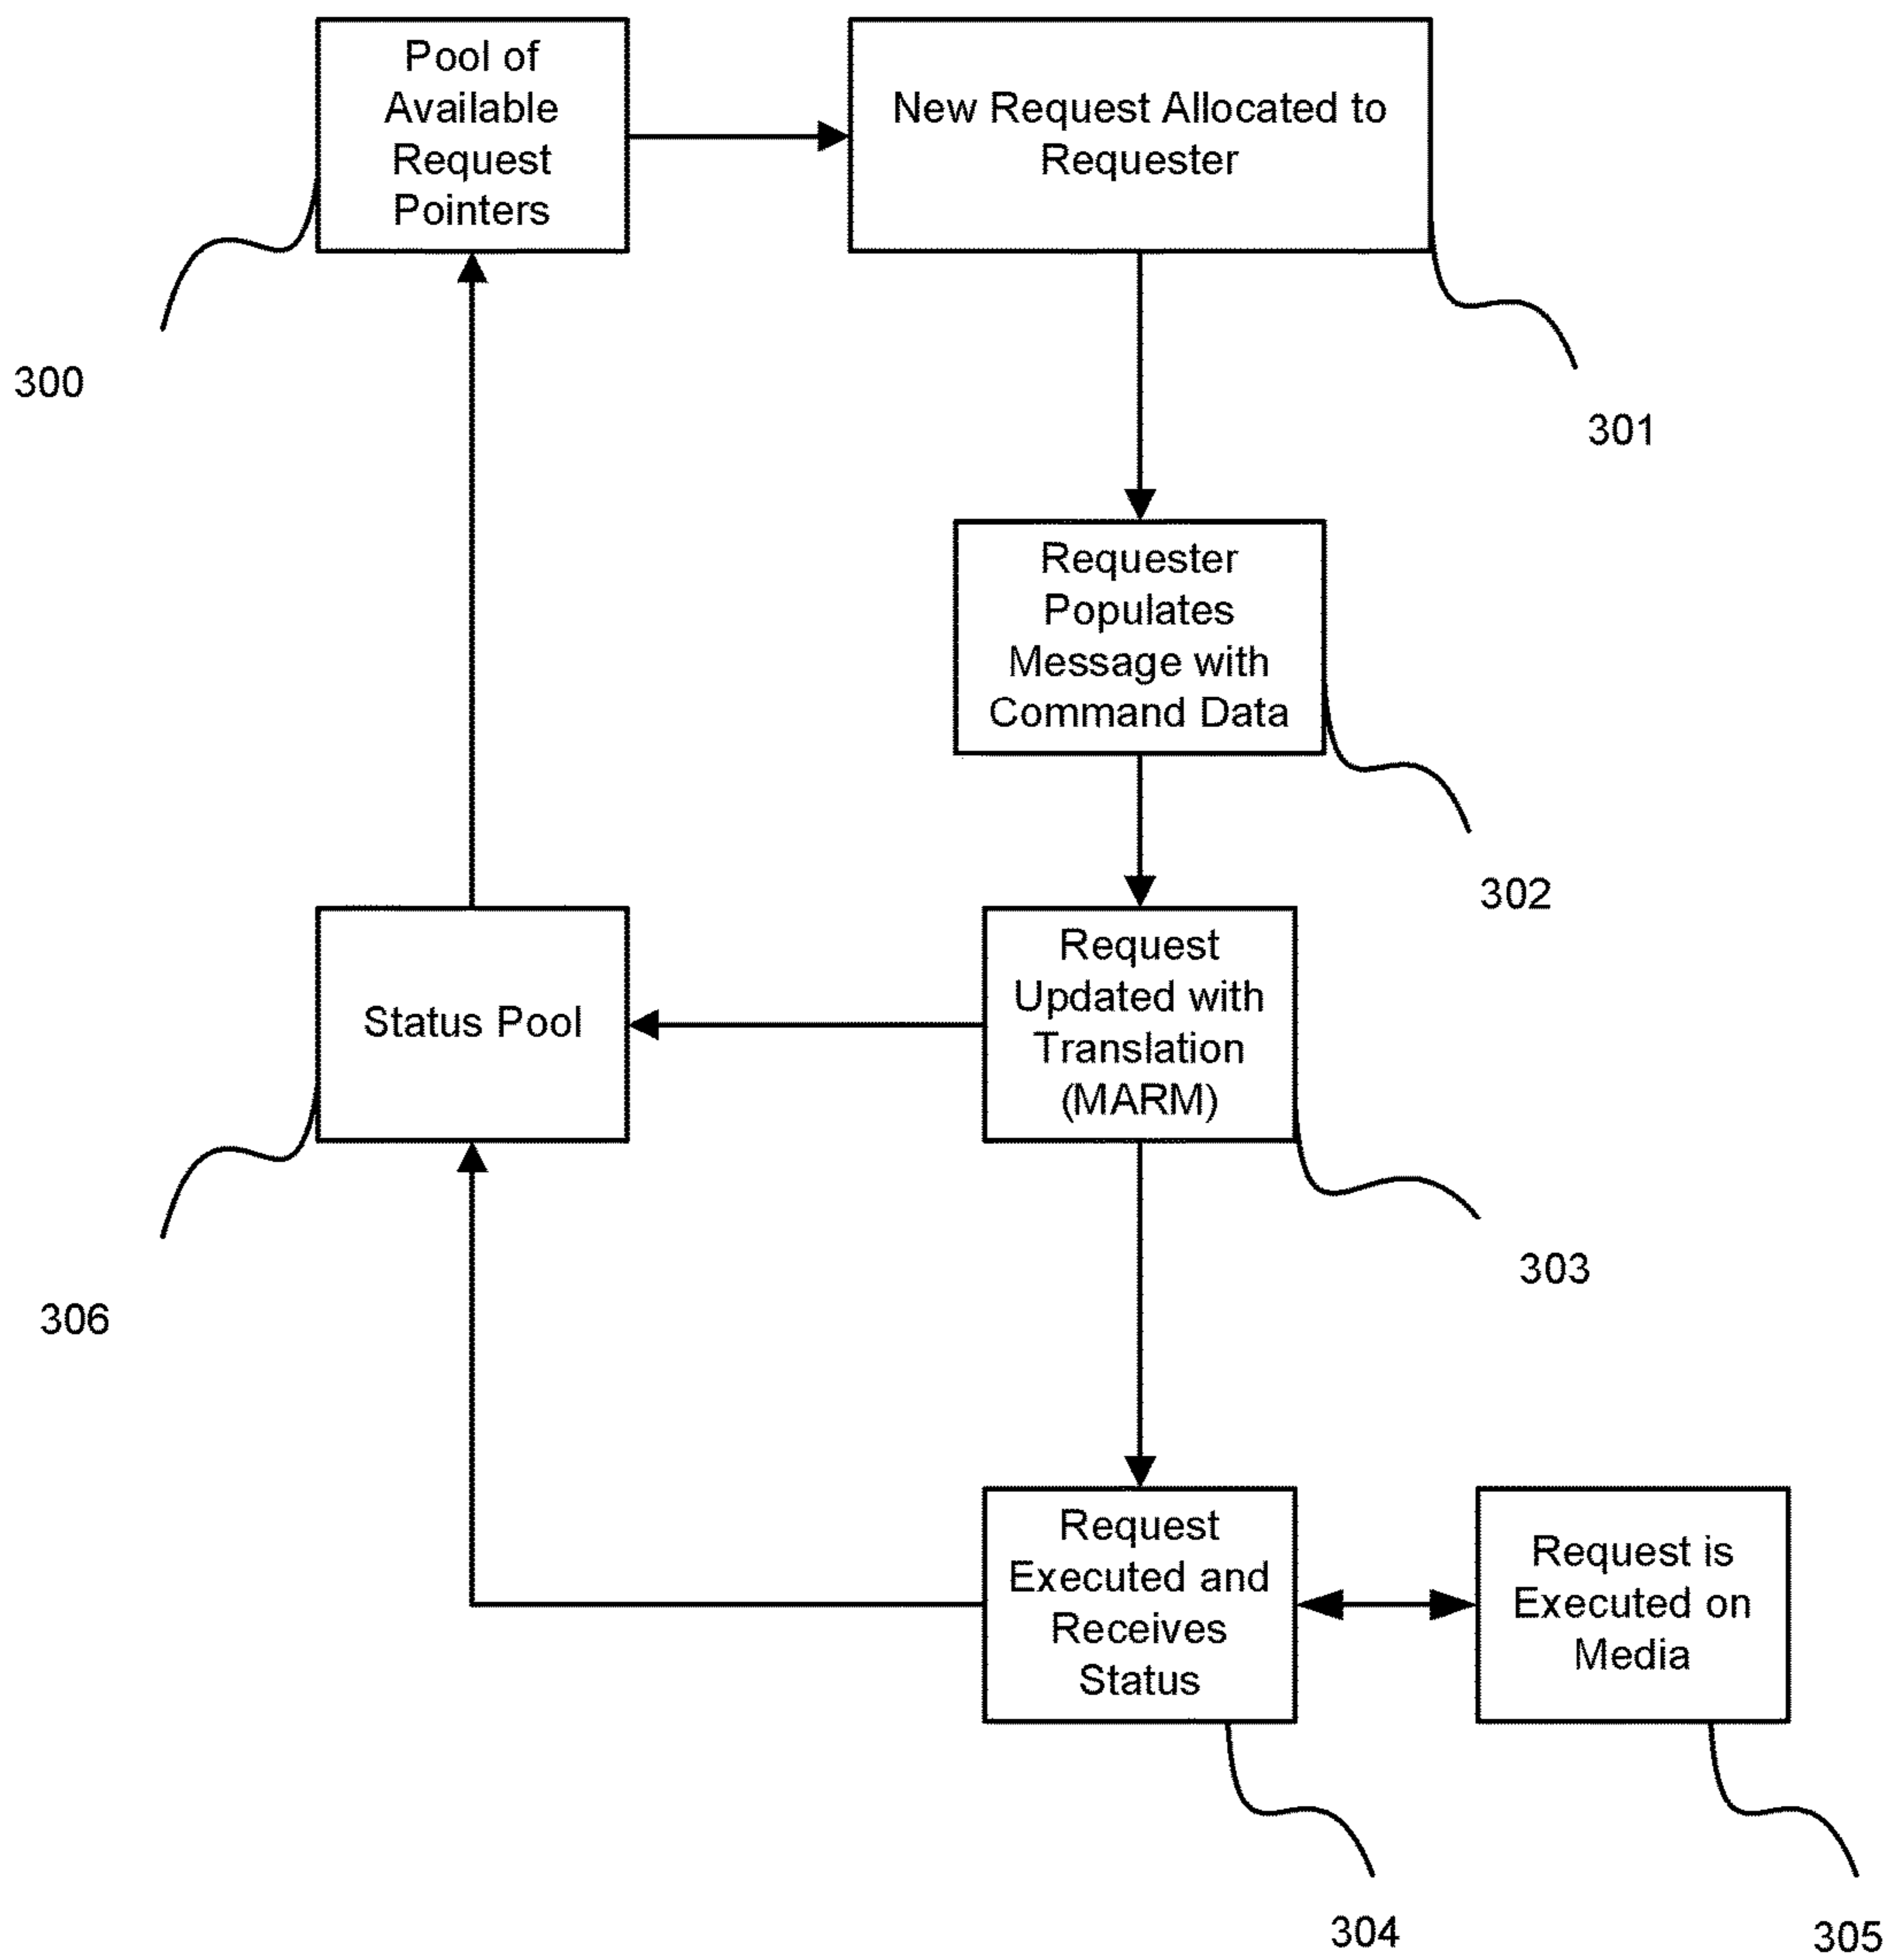 Pool of
Available
Request
Pointers
New Request Allocated to
Requester
300
301
Requester
Populates
Message with
Command Data
302
Status Pool
Request
Updated with
Translation
(MARM)
306
303
Request
Executed and
Receives
Status
Request is
Executed on
Media
304
305